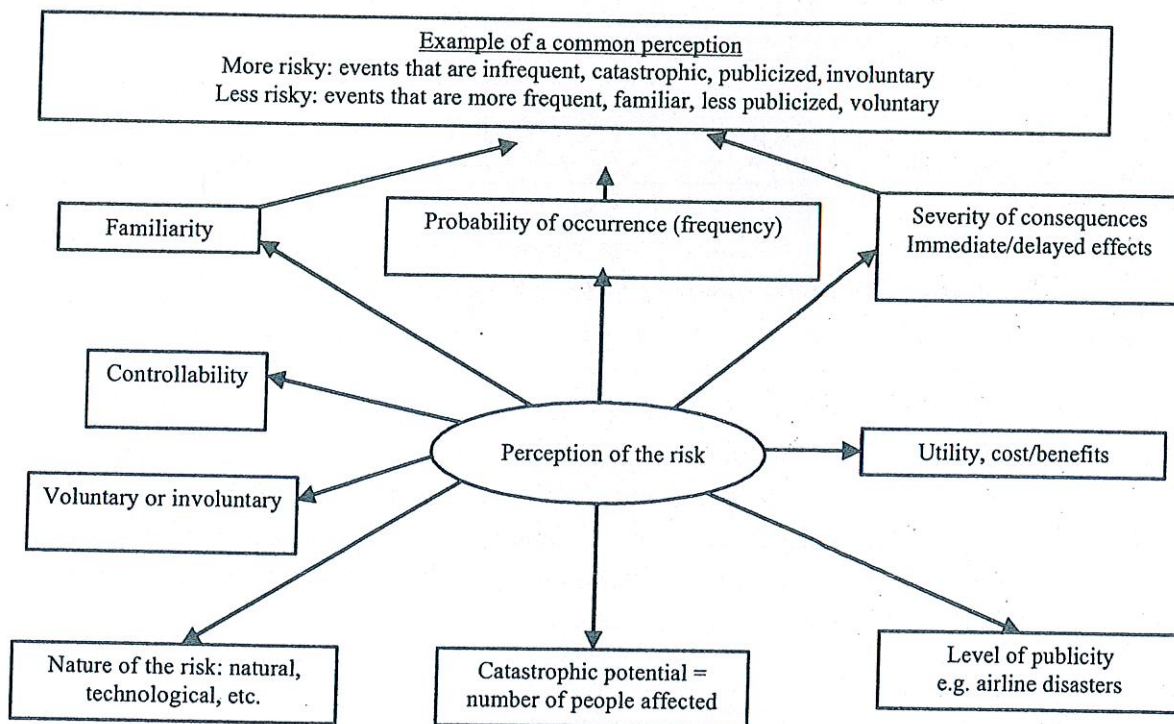 Example of a common perception
More risky: events that are infrequent, catastrophic, publicized, involuntary
Less risky: events that are more frequent, familiar, less publicized, voluntary
Familiarity
Probability of occurrence (frequency)
Severity of consequences
Immediate/delayed effects
Controllability
Perception of the risk
Utility, cost/benefits
Voluntary or involuntary
Nature of the risk: natural,
technological, etc.
Catastrophic potential =
number of people affected
Level of publicity
e.g. airline disasters